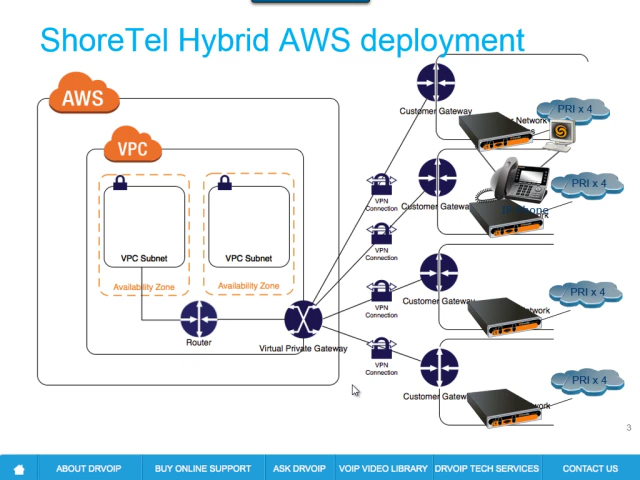 ShoreTel Hybrid AWS deployment
AWS
VPC
VPC Subnet
VPC Subnet
Availability Zone
Availability Zone
Router
Virtual Private Gateway
VPN
Connection
VPN
Connection
VPN
Connection
VPN
Connection
Customer Gateway
Network
PRI x 4
Customer Gateway
PRI x 4
Customer Gateway
PRI x 4
Customer Gateway
PRI x 4
3
ABOUT DRVOIP
BUY ONLINE SUPPORT
ASK DRVOIP
VOIP VIDEO LIBRARY
DRVOIP TECH SERVICES
CONTACT US